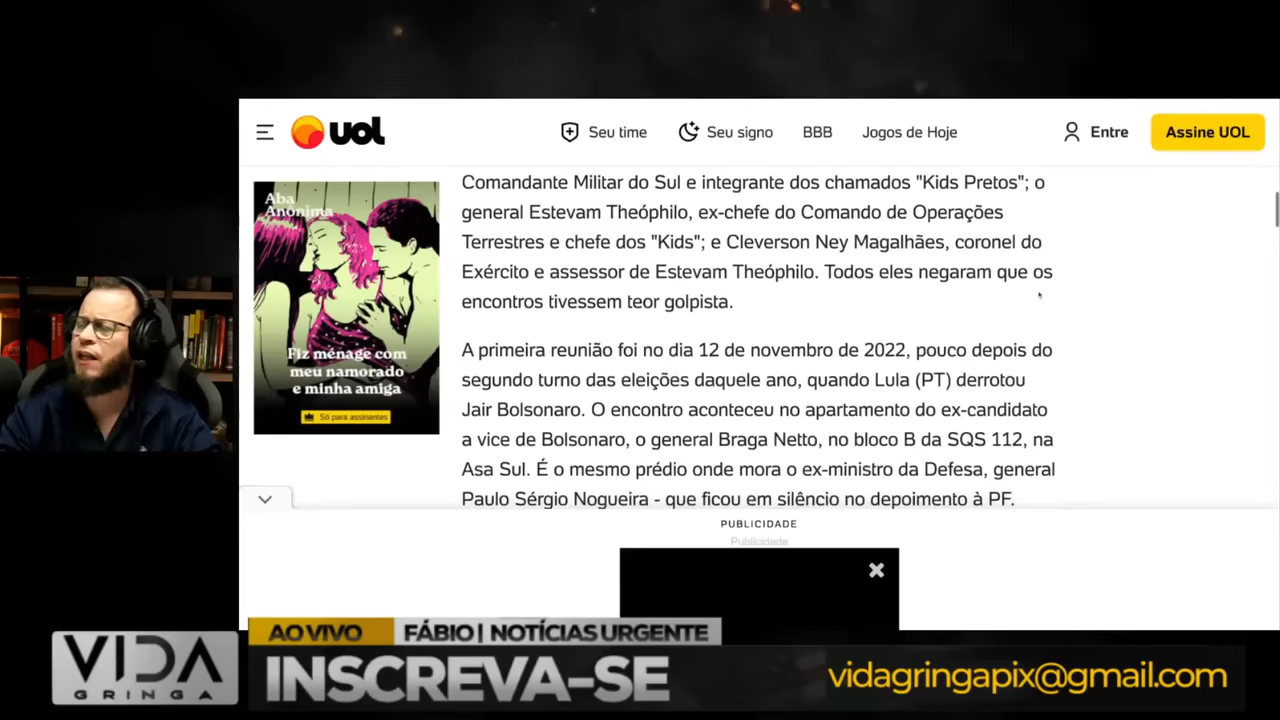 uol
Seu time
Seu signo
BBB
Jogos de Hoje
Entre
Assine UOL
Aba
Anônima
Fiz ménage com
meu namorado
e minha amiga
Só para assinantes
Comandante Militar do Sul e integrante dos chamados "Kids Pretos"; o
general Estevam Theóphilo, ex-chefe do Comando de Operações
Terrestres e chefe dos "Kids"; e Cleverson Ney Magalhães, coronel do
Exército e assessor de Estevam Theóphilo. Todos eles negaram que os
encontros tivessem teor golpista.
A primeira reunião foi no dia 12 de novembro de 2022, pouco depois do
segundo turno das eleições daquele ano, quando Lula (PT) derrotou
Jair Bolsonaro. O encontro aconteceu no apartamento do ex-candidato
a vice de Bolsonaro, o general Braga Netto, no bloco B da SQS 112, na
Asa Sul. É o mesmo prédio onde mora o ex-ministro da Defesa, general
Paulo Sérgio Nogueira - que ficou em silêncio no depoimento à PF.
PUBLICIDADE
Publicidade
AO VIVO
FÁBIO | NOTÍCIAS URGENTE
VIDA
GRINGA
INSCREVA-SE
vidagringapix@gmail.com